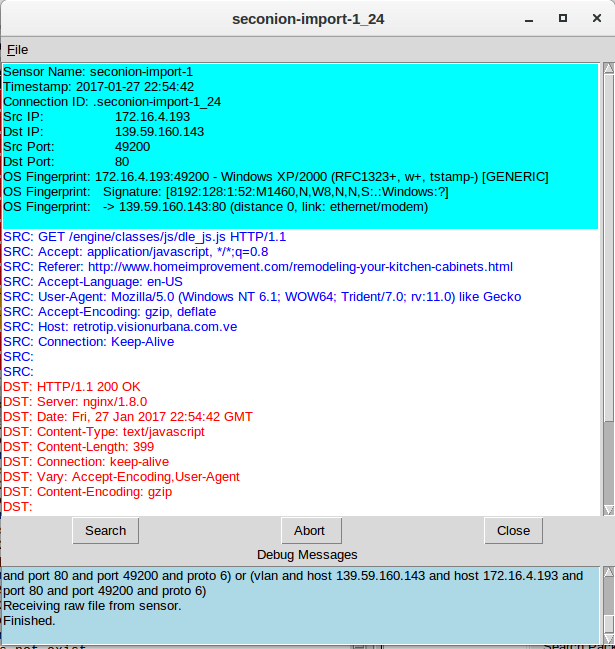 seconion-import-1_24
File
Sensor Name: seconion-import-1
Timestamp: 2017-01-27 22:54:42
Connection ID: .seconion-import-1_24
Src IP: 172.16.4.193
Dst IP: 139.59.160.143
Src Port: 49200
Dst Port: 80
OS Fingerprint: 172.16.4.193:49200 - Windows XP/2000 (RFC1323+, w+, tstamp-) [GENERIC]
OS Fingerprint: Signature: [8192:128:1:52:M1460,N,W8,N,N,S:.:Windows:?]
OS Fingerprint: -> 139.59.160.143:80 (distance 0, link: ethernet/modem)
SRC: GET /engine/classes/js/dle_js.js HTTP/1.1
SRC: Accept: application/javascript, */*;q=0.8
SRC: Referer: http://www.homeimprovement.com/remodeling-your-kitchen-cabinets.html
SRC: Accept-Language: en-US
SRC: User-Agent: Mozilla/5.0 (Windows NT 6.1; WOW64; Trident/7.0; rv:11.0) like Gecko
SRC: Accept-Encoding: gzip, deflate
SRC: Host: retrotip.visionurbana.com.ve
SRC: Connection: Keep-Alive
SRC:
SRC:
DST: HTTP/1.1 200 OK
DST: Server: nginx/1.8.0
DST: Date: Fri, 27 Jan 2017 22:54:42 GMT
DST: Content-Type: text/javascript
DST: Content-Length: 399
DST: Connection: keep-alive
DST: Vary: Accept-Encoding,User-Agent
DST: Content-Encoding: gzip
DST:
Search Abort Close
Debug Messages
and port 80 and port 49200 and proto 6) or (vlan and host 139.59.160.143 and host 172.16.4.193 and
port 80 and port 49200 and proto 6)
Receiving raw file from sensor.
Finished.